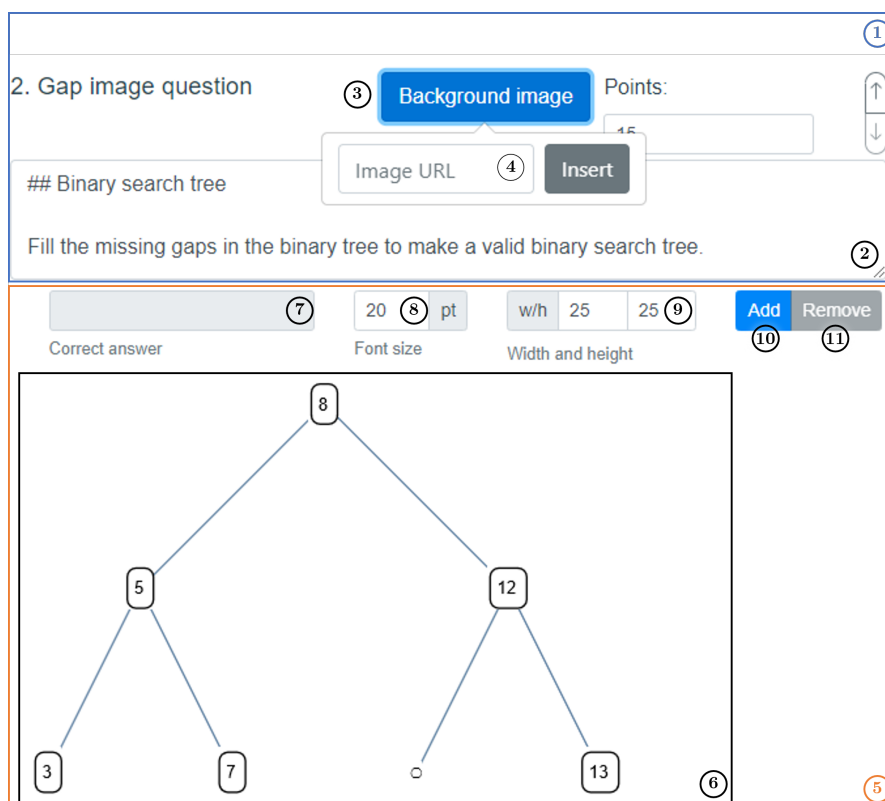 1
2. Gap image question
3
Background image
Points:
15
Image URL
4
Insert
## Binary search tree
Fill the missing gaps in the binary tree to make a valid binary search tree.
2
7
20
8
pt
w/h
25
25
9
Add
Remove
Correct answer
Font size
Width and height
10
11
8
5
12
3
7
13
6
5